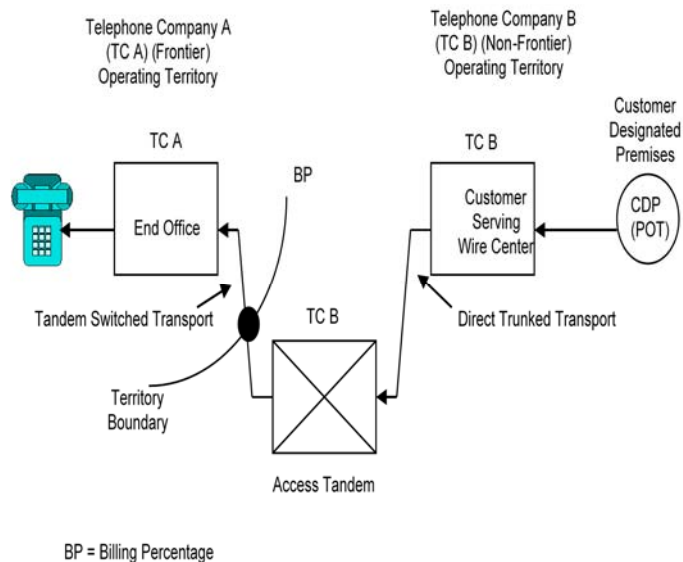 Telephone Company A
(TC A) (Frontier)
Operating Territory
Telephone Company B
(TC B) (Non-Frontier)
Operating Territory
Customer
Designated
Premises
TC A
BP
TC B
End Office
Customer
Serving
Wire Center
CDP
(POT)
Tandem Switched Transport
TC B
Direct Trunked Transport
Territory
Boundary
Access Tandem
BP = Billing Percentage